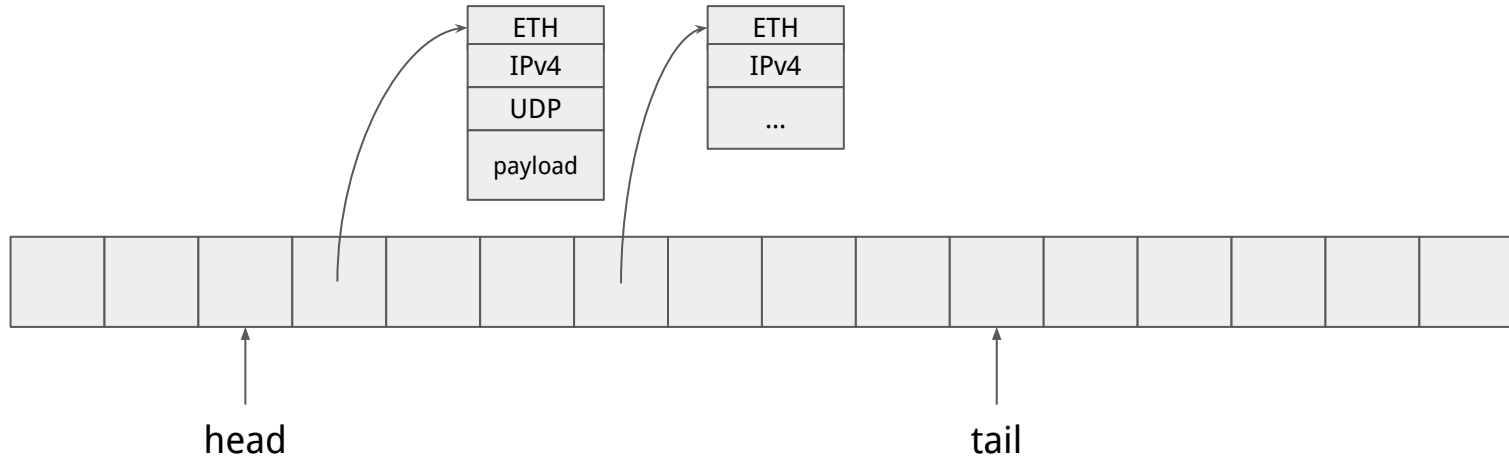 ETH
IPv4
UDP
payload
ETH
IPv4
...
head
tail